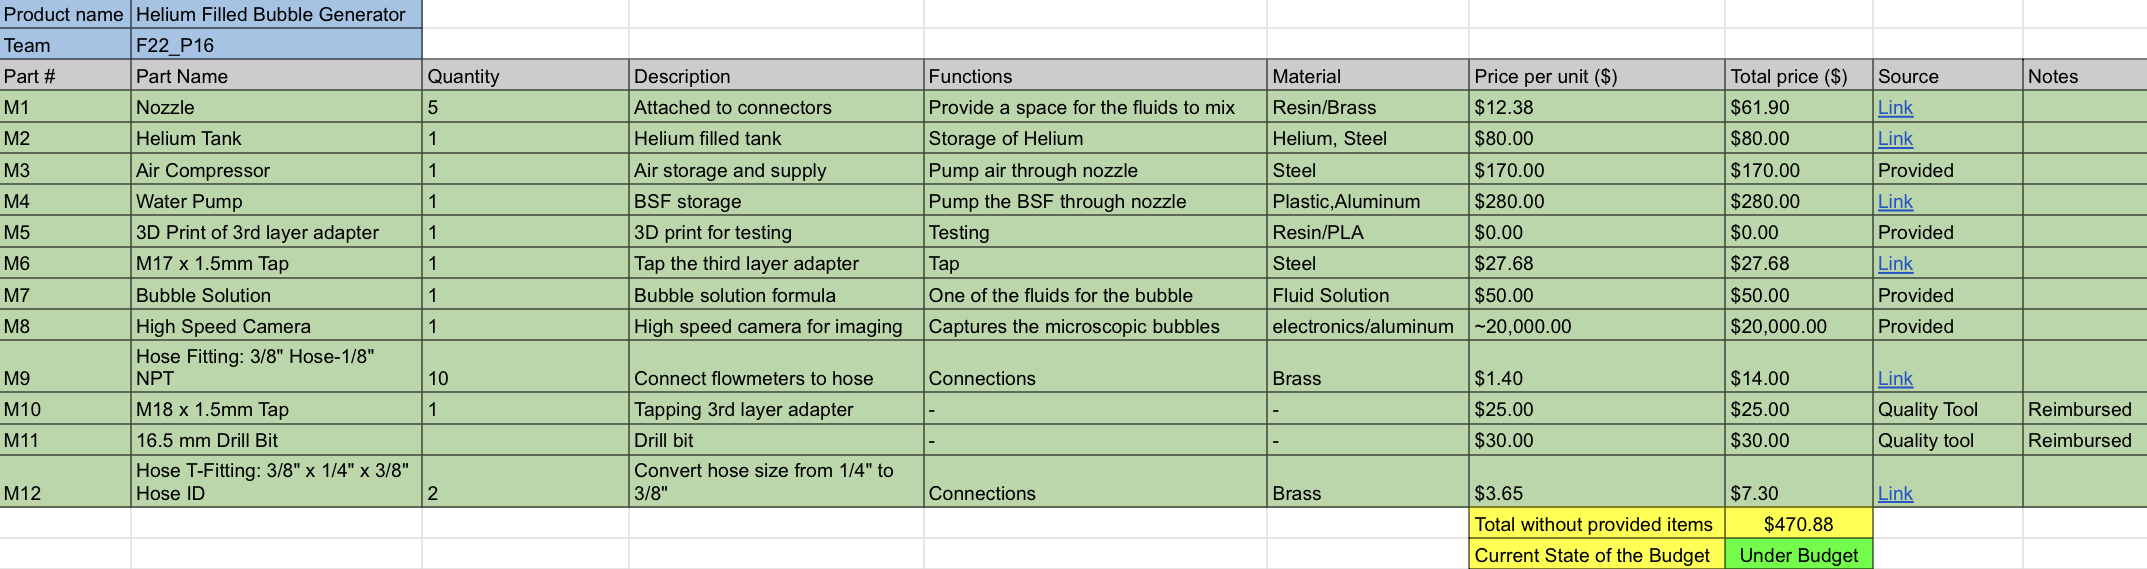 Product name Helium Filled Bubble Generator
Team F22_P16
Part # Part Name Quantity Description Functions Material Price per unit ($) Total price ($) Source Notes
M1 Nozzle 5 Attached to connectors Provide a space for the fluids to mix Resin/Brass $12.38 $61.90 Link
M2 Helium Tank 1 Helium filled tank Storage of Helium Helium, Steel $80.00 $80.00 Link
M3 Air Compressor 1 Air storage and supply Pump air through nozzle Steel $170.00 $170.00 Provided
M4 Water Pump 1 BSF storage Pump the BSF through nozzle Plastic,Aluminum $280.00 $280.00 Link
M5 3D Print of 3rd layer adapter 1 3D print for testing Testing Resin/PLA $0.00 $0.00 Provided
M6 M17 x 1.5mm Tap 1 Tap the third layer adapter Tap Steel $27.68 $27.68 Link
M7 Bubble Solution 1 Bubble solution formula One of the fluids for the bubble Fluid Solution $50.00 $50.00 Provided
M8 High Speed Camera 1 High speed camera for imaging Captures the microscopic bubbles electronics/aluminum ~20,000.00 $20,000.00 Provided
Hose Fitting: 3/8" Hose-1/8"
M9 NPT 10 Connect flowmeters to hose Connections Brass $1.40 $14.00 Link
M10 M18 x 1.5mm Tap 1 Tapping 3rd layer adapter - - $25.00 $25.00 Quality Tool Reimbursed
M11 16.5 mm Drill Bit Drill bit - - $30.00 $30.00 Quality tool Reimbursed
Hose T-Fitting: 3/8" x 1/4" x 3/8" Convert hose size from 1/4" to
M12 Hose ID 2 3/8" Connections Brass $3.65 $7.30 Link
Total without provided items $470.88
Current State of the Budget Under Budget